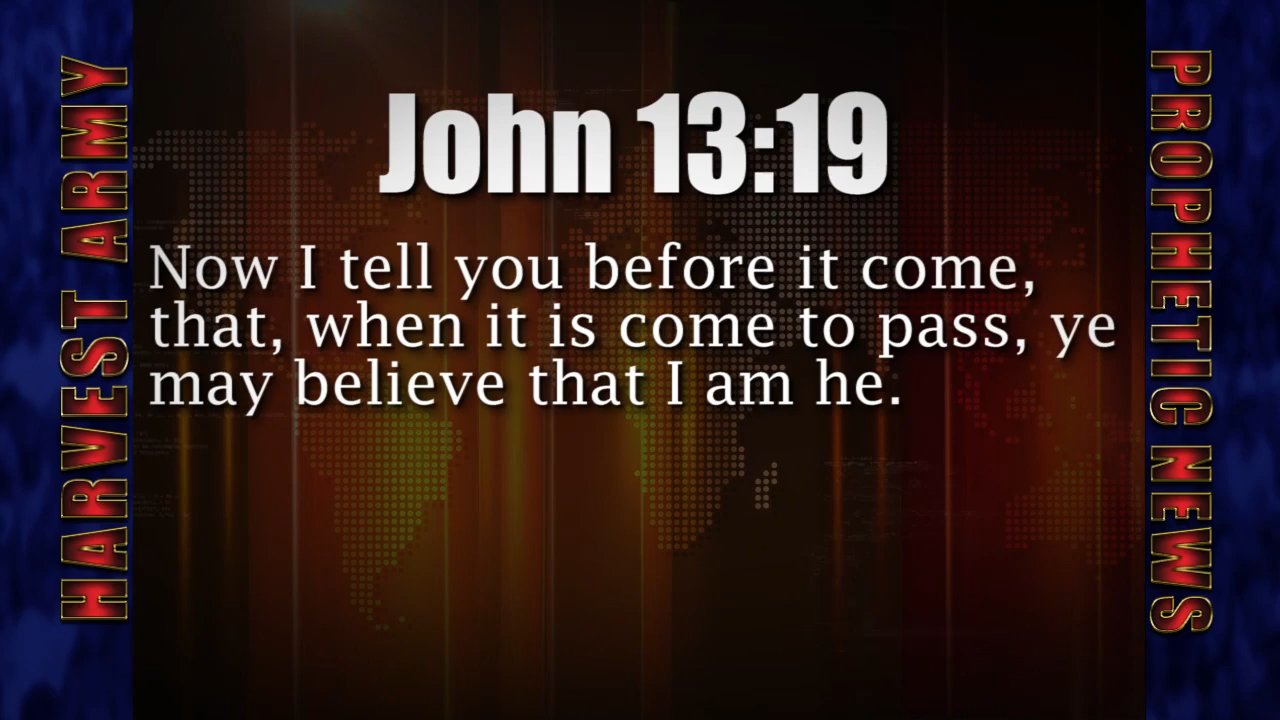 HARVEST ARMY
John 13:19
Now I tell you before it come,
that, when it is come to pass, ye
may believe that I am he.
PROPHETIC NEWS